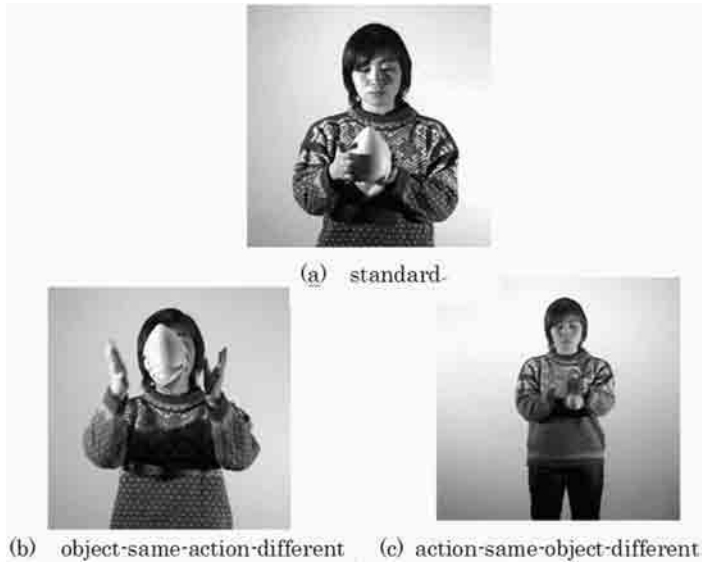 (a) standard
(b) object-same-action-different
(c) action-same-object-different